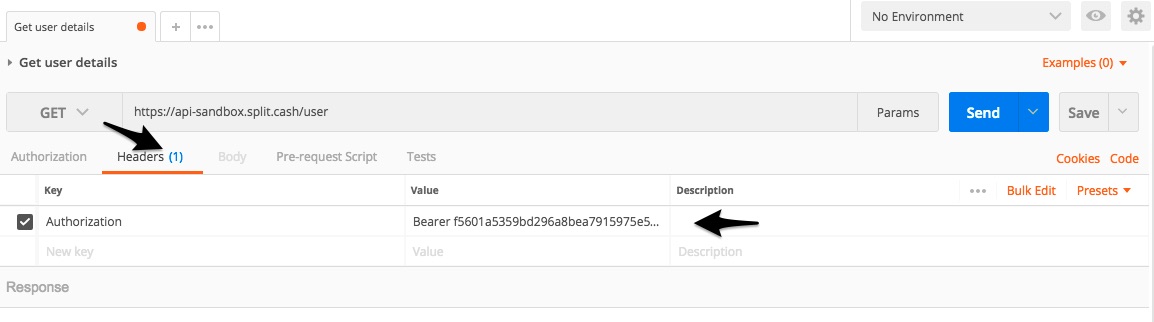 Get user details
+
•••
No Environment
Get user details
Examples (0)
GET
https://api-sandbox.split.cash/user
Params
Send
Save
Authorization
Headers (1)
Body
Pre-request Script
Tests
Cookies
Code
Key
Value
Description
•••
Bulk Edit
Presets
Authorization
Bearer f5601a5359bd296a8bea7915975e5...
New key
Value
Description
Response